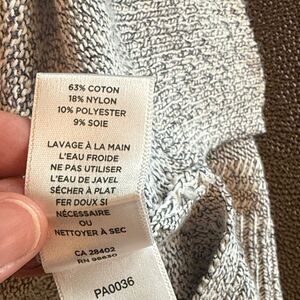 63% COTON
18% NYLON
10% POLYESTER
9% SOIE
LAVAGE À LA MAIN
L'EAU FROIDE
NE PAS UTILISER
L'EAU DE JAVEL
SÉCHER À PLAT
FER DOUX SI
NÉCESSAIRE
OU
NETTOYER À SEC
CA 28402
RN 99630
PA0036